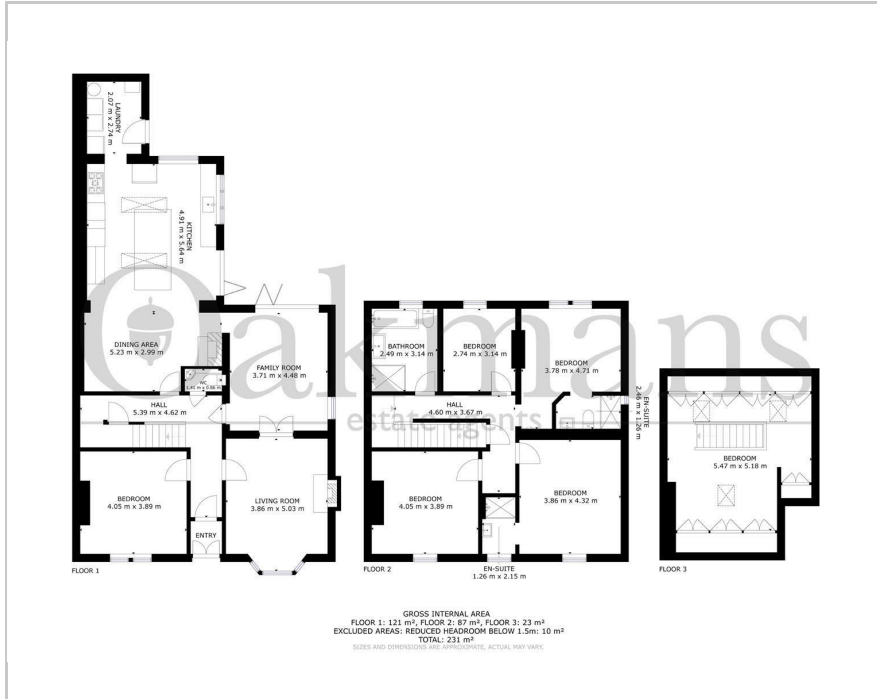 LAUNDRY
2.07 m x 2.74 m
KITCHEN
4.91 m x 5.64 m
DINING AREA
5.23 m x 2.99 m
FAMILY ROOM
3.71 m x 4.48 m
WC
HALL
5.39 m x 4.62 m
BEDROOM
4.05 m x 3.89 m
LIVING ROOM
3.86 m x 5.03 m
ENTRY
FLOOR 1
BATHROOM
2.49 m x 3.14 m
BEDROOM
2.74 m x 3.14 m
BEDROOM
3.78 m x 4.71 m
EN-SUITE
2.46 m x 1.26 m
HALL
4.60 m x 3.67 m
BEDROOM
4.05 m x 3.89 m
BEDROOM
3.86 m x 4.32 m
EN-SUITE
1.26 m x 2.15 m
FLOOR 2
BEDROOM
5.47 m x 5.18 m
FLOOR 3
Oakmans
estate agents
GROSS INTERNAL AREA
FLOOR 1: 121 m², FLOOR 2: 87 m², FLOOR 3: 23 m²
EXCLUDED AREAS: REDUCED HEADROOM BELOW 1.5m: 10 m²
TOTAL: 231 m²
SIZES AND DIMENSIONS ARE APPROXIMATE, ACTUAL MAY VARY.